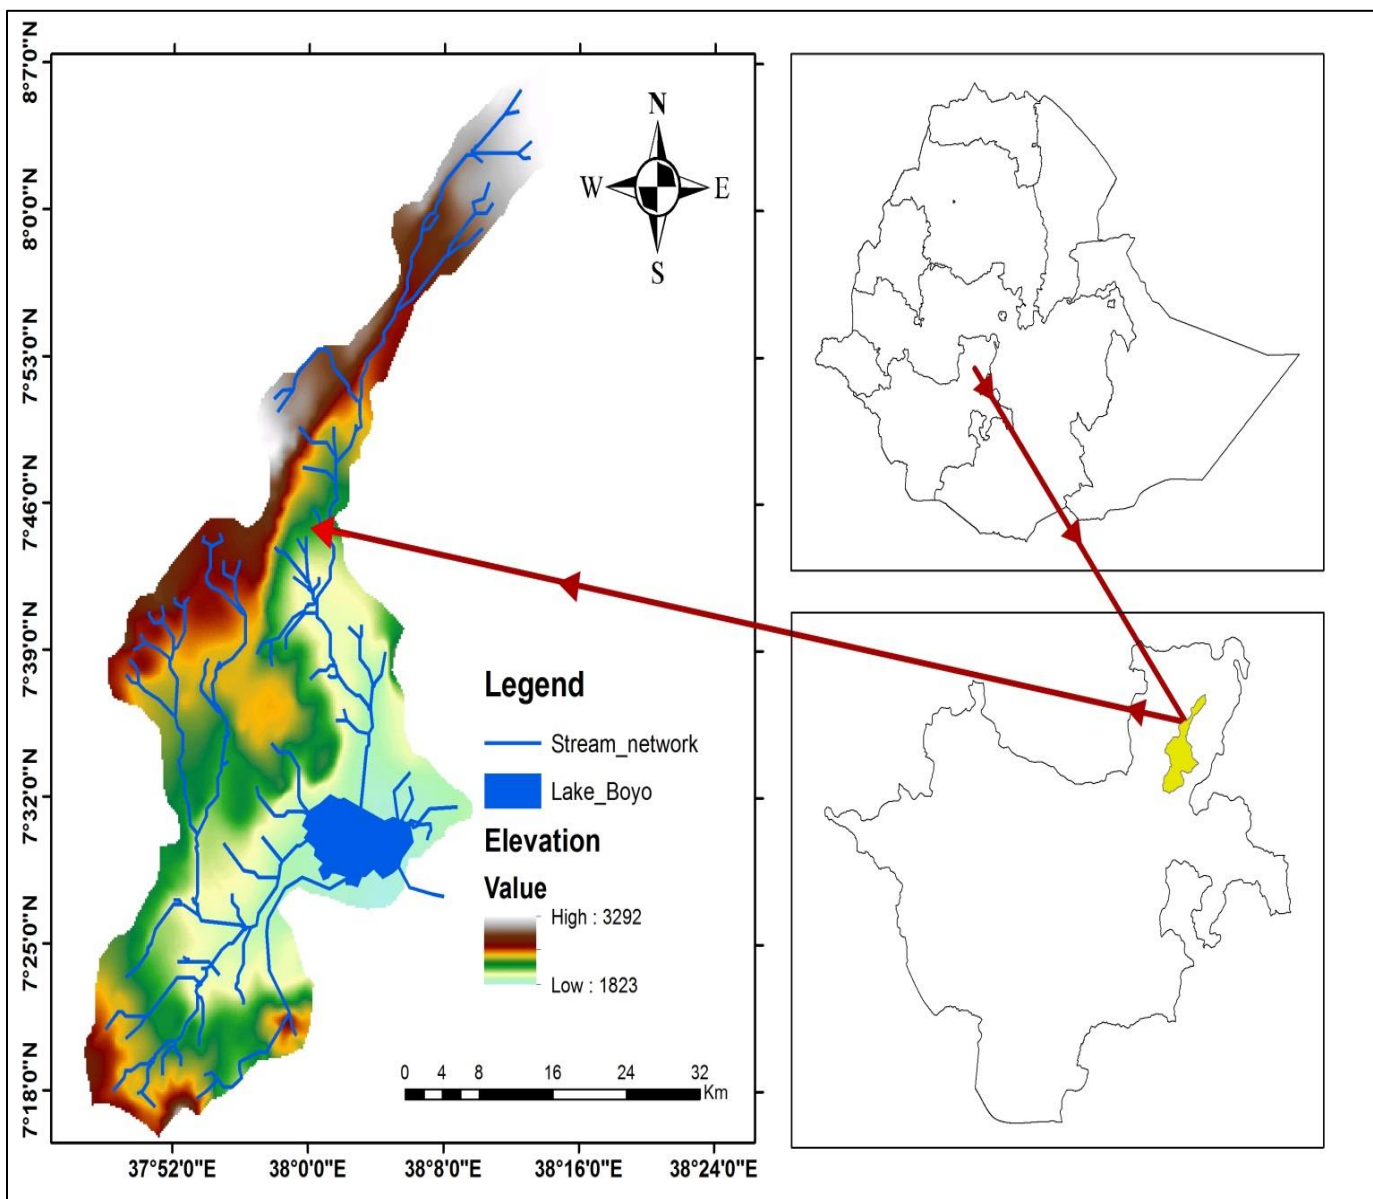 N
W E
S
8°7'0"N
8°0'0"N
7°53'0"N
7°46'0"N
7°39'0"N
7°32'0"N
7°25'0"N
7°18'0"N
Legend
Stream_network
Lake_Boyo
Elevation
Value
High : 3292
Low : 1823
0 4 8 16 24 32
Km
37°52'0"E 38°0'0"E 38°8'0"E 38°16'0"E 38°24'0"E